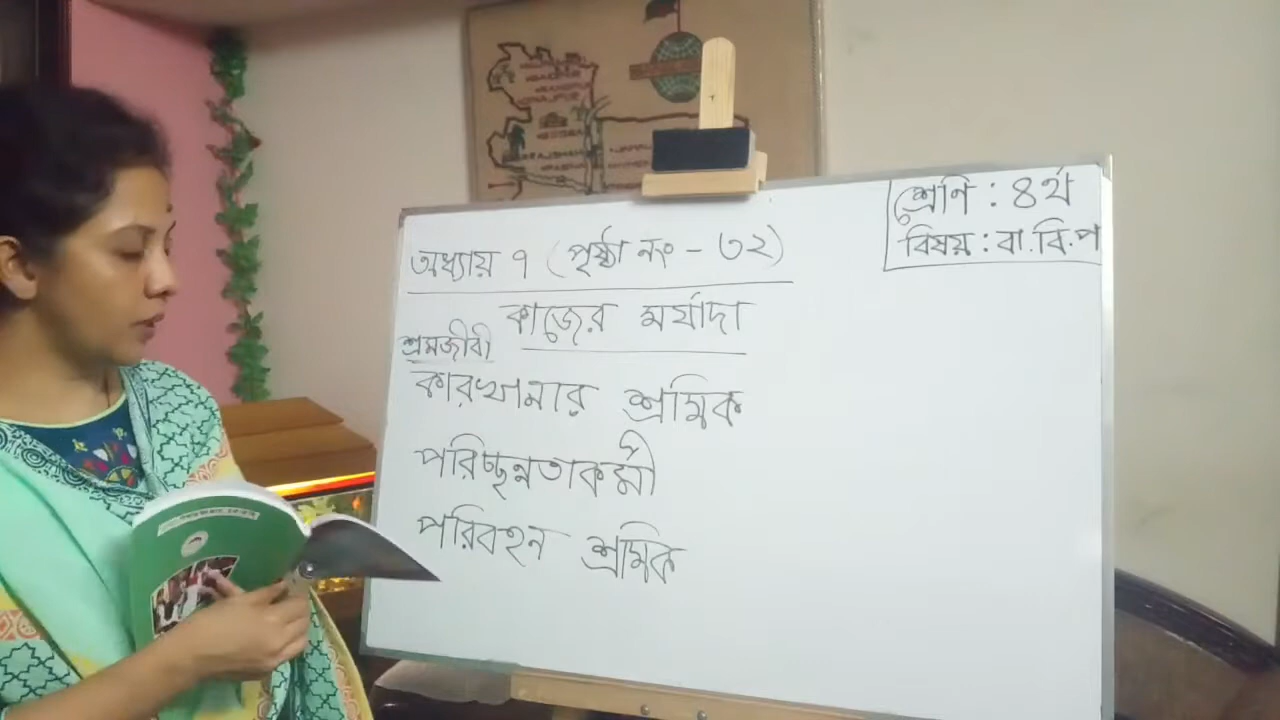 শ্রেণি : ৪র্থ
বিষয় : বা.বি.প
অধ্যায় ৭ (পৃষ্ঠা নং - ৩২)
কাজের মর্যাদা
শ্রমজীবী
কারখানার শ্রমিক
পরিচ্ছন্নতাকর্মী
পরিবহন শ্রমিক